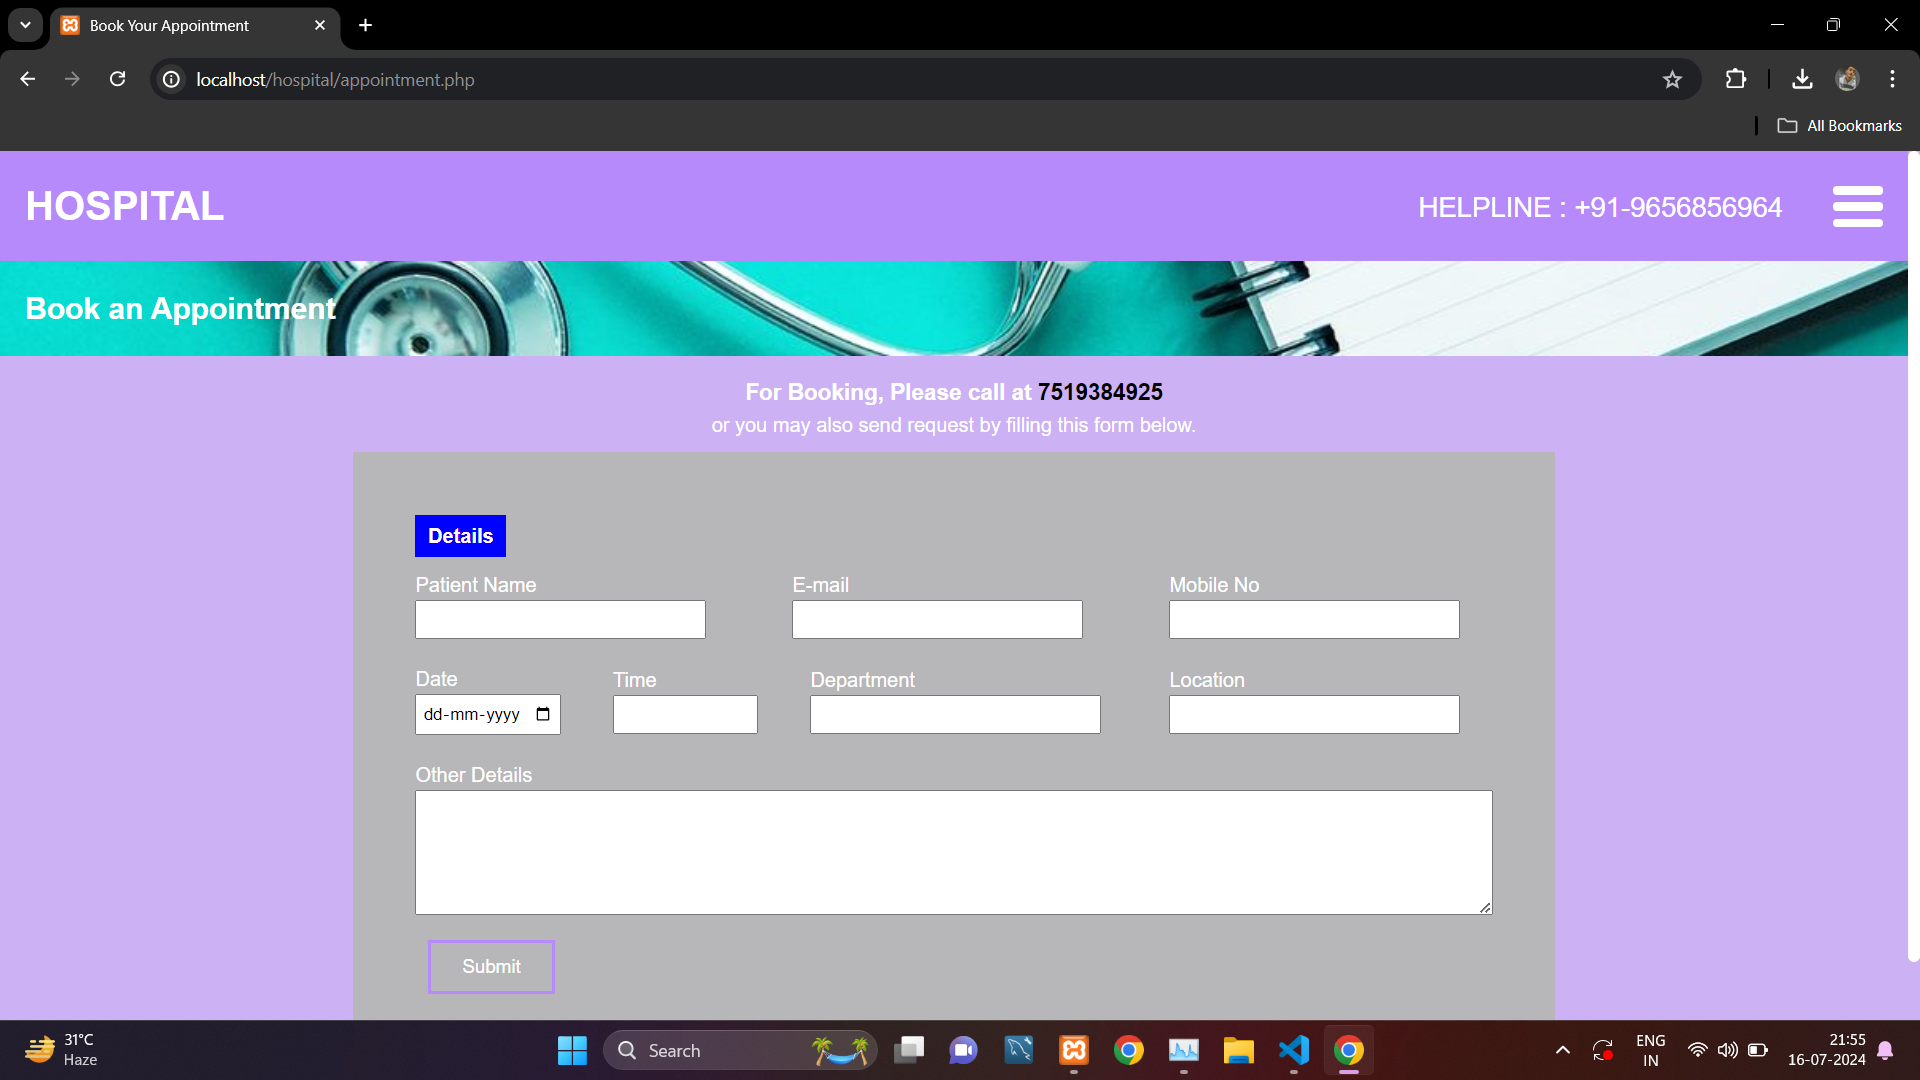 Book Your Appointment
localhost/hospital/appointment.php
All Bookmarks
HOSPITAL
HELPLINE : +91-9656856964
Book an Appointment
For Booking, Please call at 7519384925
or you may also send request by filling this form below.
Details
Patient Name E-mail Mobile No
Date Time Department Location
dd-mm-yyyy
Other Details
Submit
31°C
Haze
Search
ENG
IN
21:55
16-07-2024